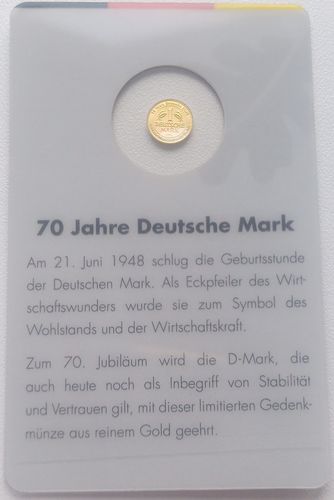 DEUTSCHE
MARK
70 Jahre Deutsche Mark
Am 21. Juni 1948 schlug die Geburtsstunde
der Deutschen Mark. Als Eckpfeiler des Wirt-
schaftswunders wurde sie zum Symbol des
Wohlstands und der Wirtschaftskraft.
Zum 70. Jubiläum wird die D-Mark, die
auch heute noch als Inbegriff von Stabilität
und Vertrauen gilt, mit dieser limitierten Gedenk-
münze aus reinem Gold geehrt.